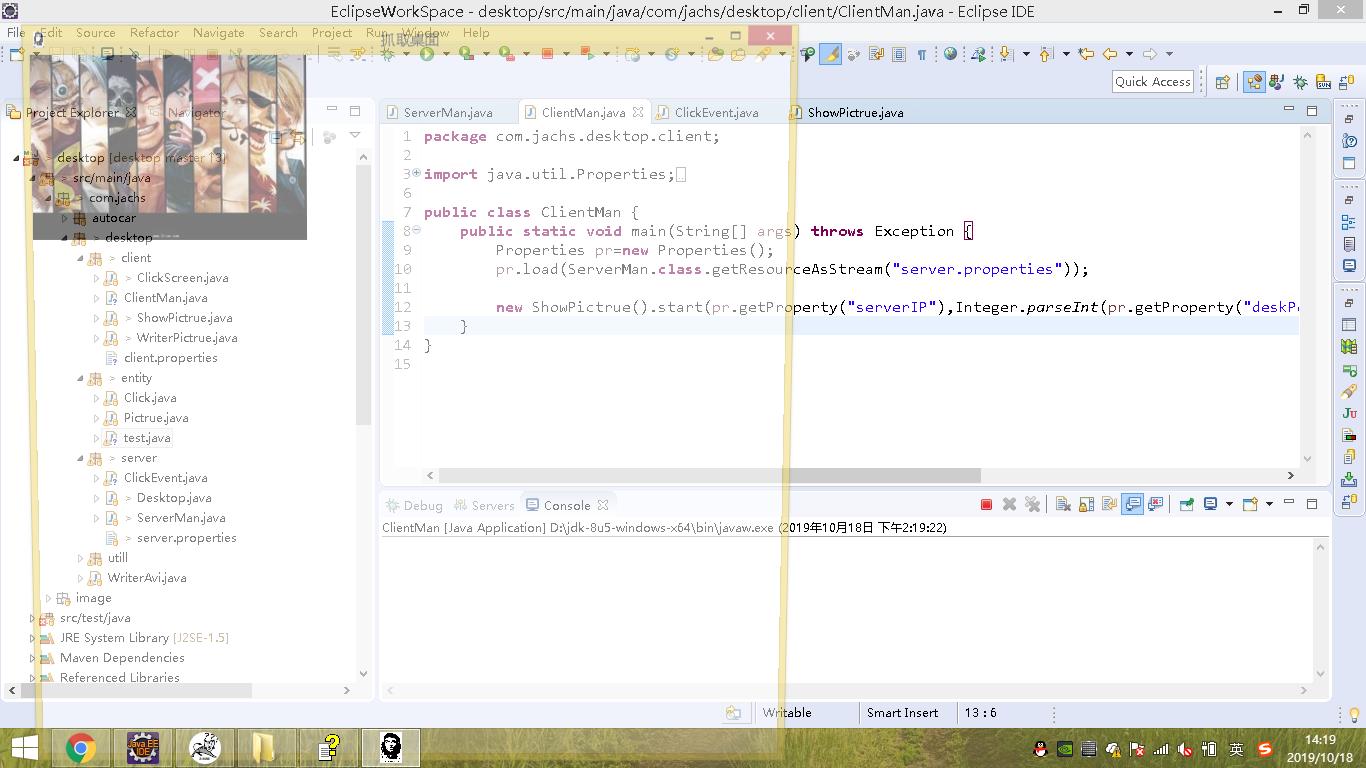 EclipseWorkSpace - desktop/src/main/java/com/jachs/desktop/client/ClientMan.java - Eclipse IDE
File Edit Source Refactor Navigate Search Project Run Window Help
抓取桌面
Quick Access
Project Explorer
Navigator
> desktop [desktop master 13]
> src/main/java
> com.jachs
autocar
> desktop
> client
> ClickScreen.java
ClientMan.java
> ShowPictrue.java
> WriterPictrue.java
client.properties
> entity
Click.java
Pictrue.java
test.java
> server
ClickEvent.java
> Desktop.java
> ServerMan.java
> server.properties
utill
WriterAvi.java
image
src/test/java
JRE System Library [J2SE-1.5]
Maven Dependencies
Referenced Libraries
ServerMan.java
ClientMan.java
ClickEvent.java
ShowPictrue.java
1 package com.jachs.desktop.client;
2
3 import java.util.Properties;
6
7 public class ClientMan {
8 public static void main(String[] args) throws Exception {
9 Properties pr=new Properties();
10 pr.load(ServerMan.class.getResourceAsStream("server.properties"));
11
12 new ShowPictrue().start(pr.getProperty("serverIP"),Integer.parseInt(pr.getProperty("deskP
13 }
14 }
15
Debug
Servers
Console
ClientMan [Java Application] D:\jdk-8u5-windows-x64\bin\javaw.exe (2019年10月18日 下午2:19:22)
Writable
Smart Insert
13 : 6
Java EE
IDE
英
14:19
2019/10/18